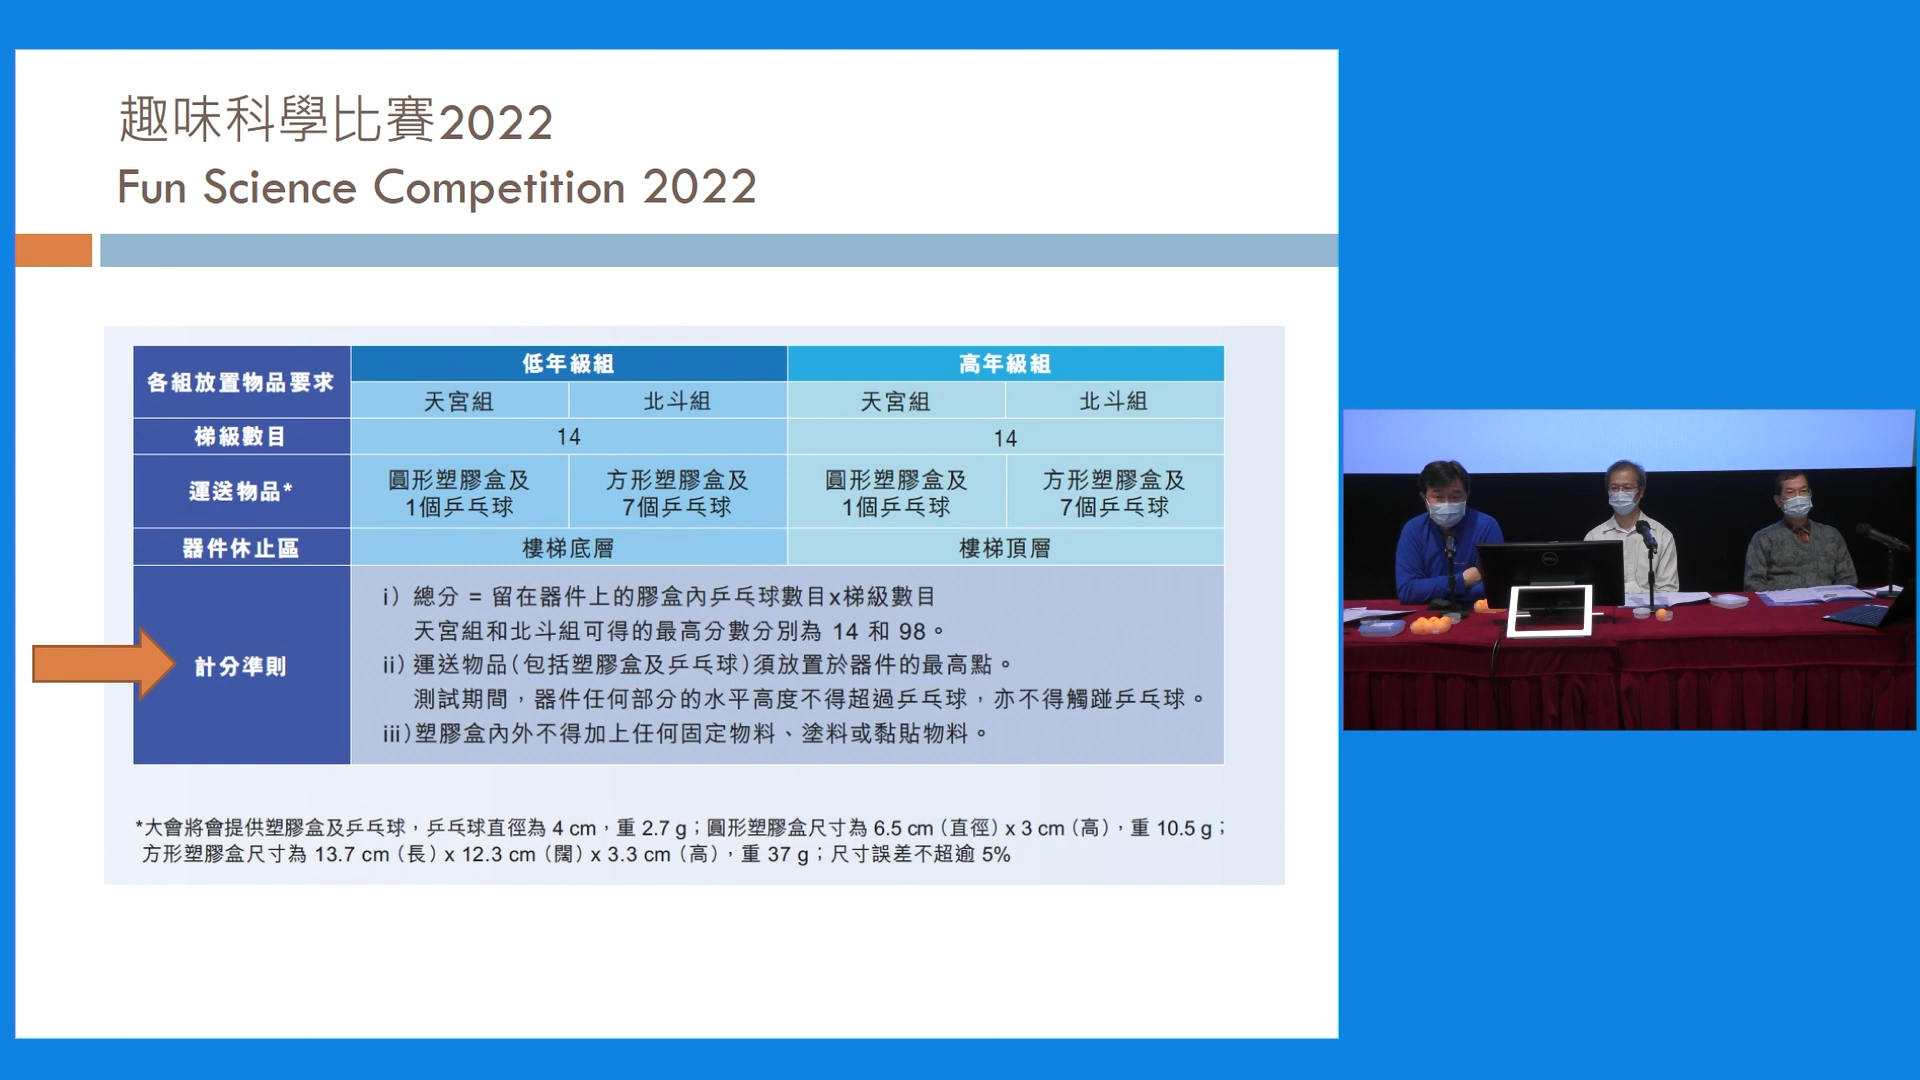 趣味科學比賽2022
Fun Science Competition 2022
各組放置物品要求
低年級組
高年級組
天宮組
北斗組
天宮組
北斗組
梯級數目
14
14
運送物品*
圓形塑膠盒及
1個乒乓球
方形塑膠盒及
7個乒乓球
圓形塑膠盒及
1個乒乓球
方形塑膠盒及
7個乒乓球
器件休止區
樓梯底層
樓梯頂層
計分準則
i) 總分 = 留在器件上的膠盒內乒乓球數目x梯級數目
天宮組和北斗組可得的最高分數分別為 14 和 98。
ii) 運送物品(包括塑膠盒及乒乓球)須放置於器件的最高點。
測試期間，器件任何部分的水平高度不得超過乒乓球，亦不得觸踫乒乓球。
iii)塑膠盒內外不得加上任何固定物料、塗料或黏貼物料。
*大會將會提供塑膠盒及乒乓球，乒乓球直徑為 4 cm，重 2.7 g；圓形塑膠盒尺寸為 6.5 cm (直徑) x 3 cm (高)，重 10.5 g；
方形塑膠盒尺寸為 13.7 cm (長) x 12.3 cm (闊) x 3.3 cm (高)，重 37 g；尺寸誤差不超逾 5%